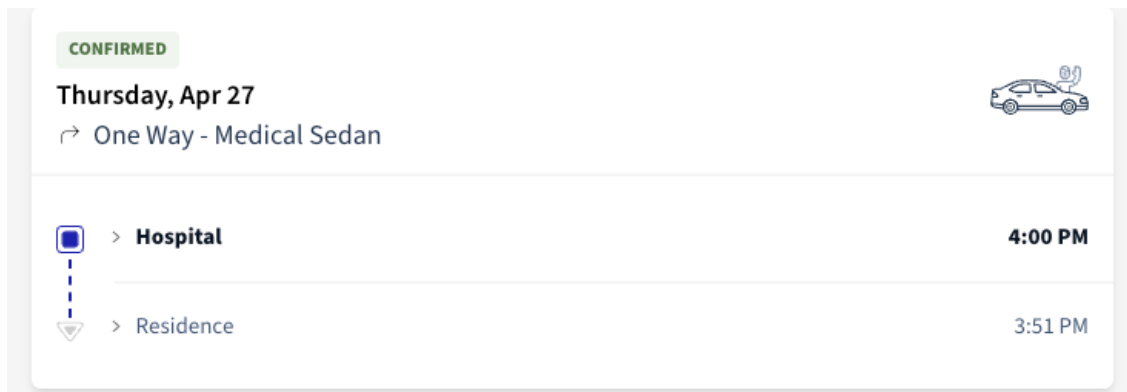 CONFIRMED
Thursday, Apr 27
One Way - Medical Sedan
Hospital 4:00 PM
Residence 3:51 PM